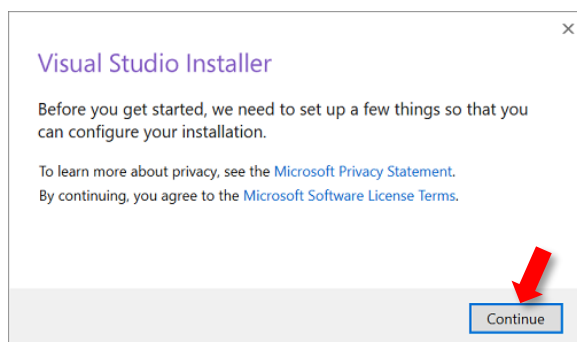 Visual Studio Installer
Before you get started, we need to set up a few things so that you
can configure your installation.
To learn more about privacy, see the Microsoft Privacy Statement.
By continuing, you agree to the Microsoft Software License Terms.
Continue